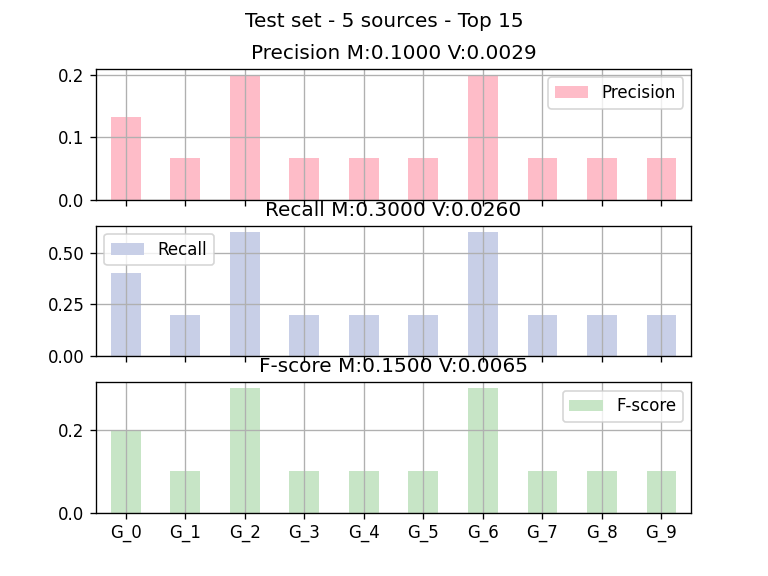 Test set - 5 sources - Top 15
Precision M:0.1000 V:0.0029
0.2
0.1
0.0
Precision
Recall M:0.3000 V:0.0260
0.50
0.25
0.00
Recall
F-score M:0.1500 V:0.0065
0.2
0.0
F-score
G_0 G_1 G_2 G_3 G_4 G_5 G_6 G_7 G_8 G_9